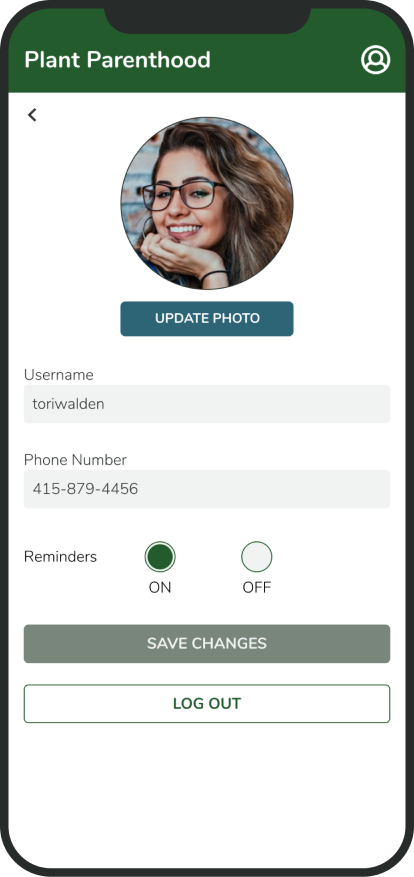 Plant Parenthood
UPDATE PHOTO
Username
toriwalden
Phone Number
415-879-4456
Reminders
ON OFF
SAVE CHANGES
LOG OUT